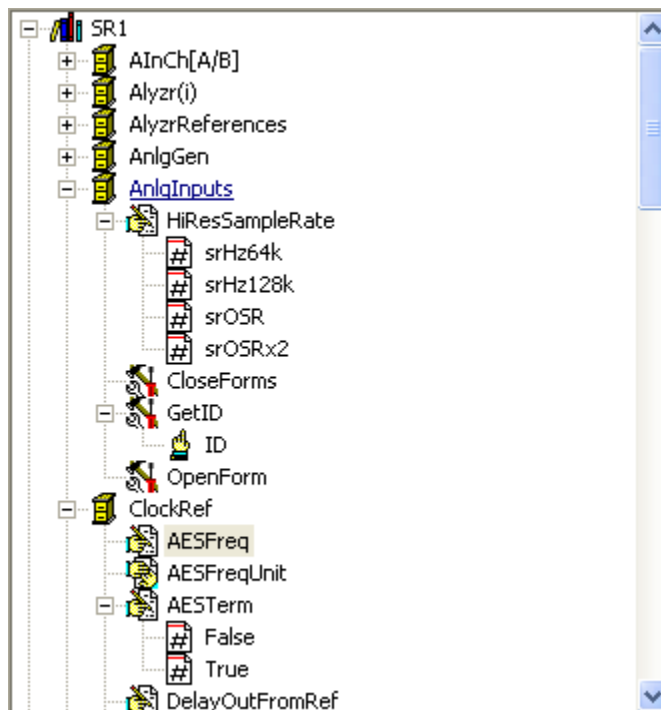 SR1
AInCh[A/B]
Alyzr(i)
AlyzrReferences
AnlgGen
AnlgInputs
HiResSampleRate
srHz64k
srHz128k
srOSR
srOSRx2
CloseForms
GetID
ID
OpenForm
ClockRef
AESFreq
AESFreqUnit
AESTerm
False
True
DelayOutFromRef